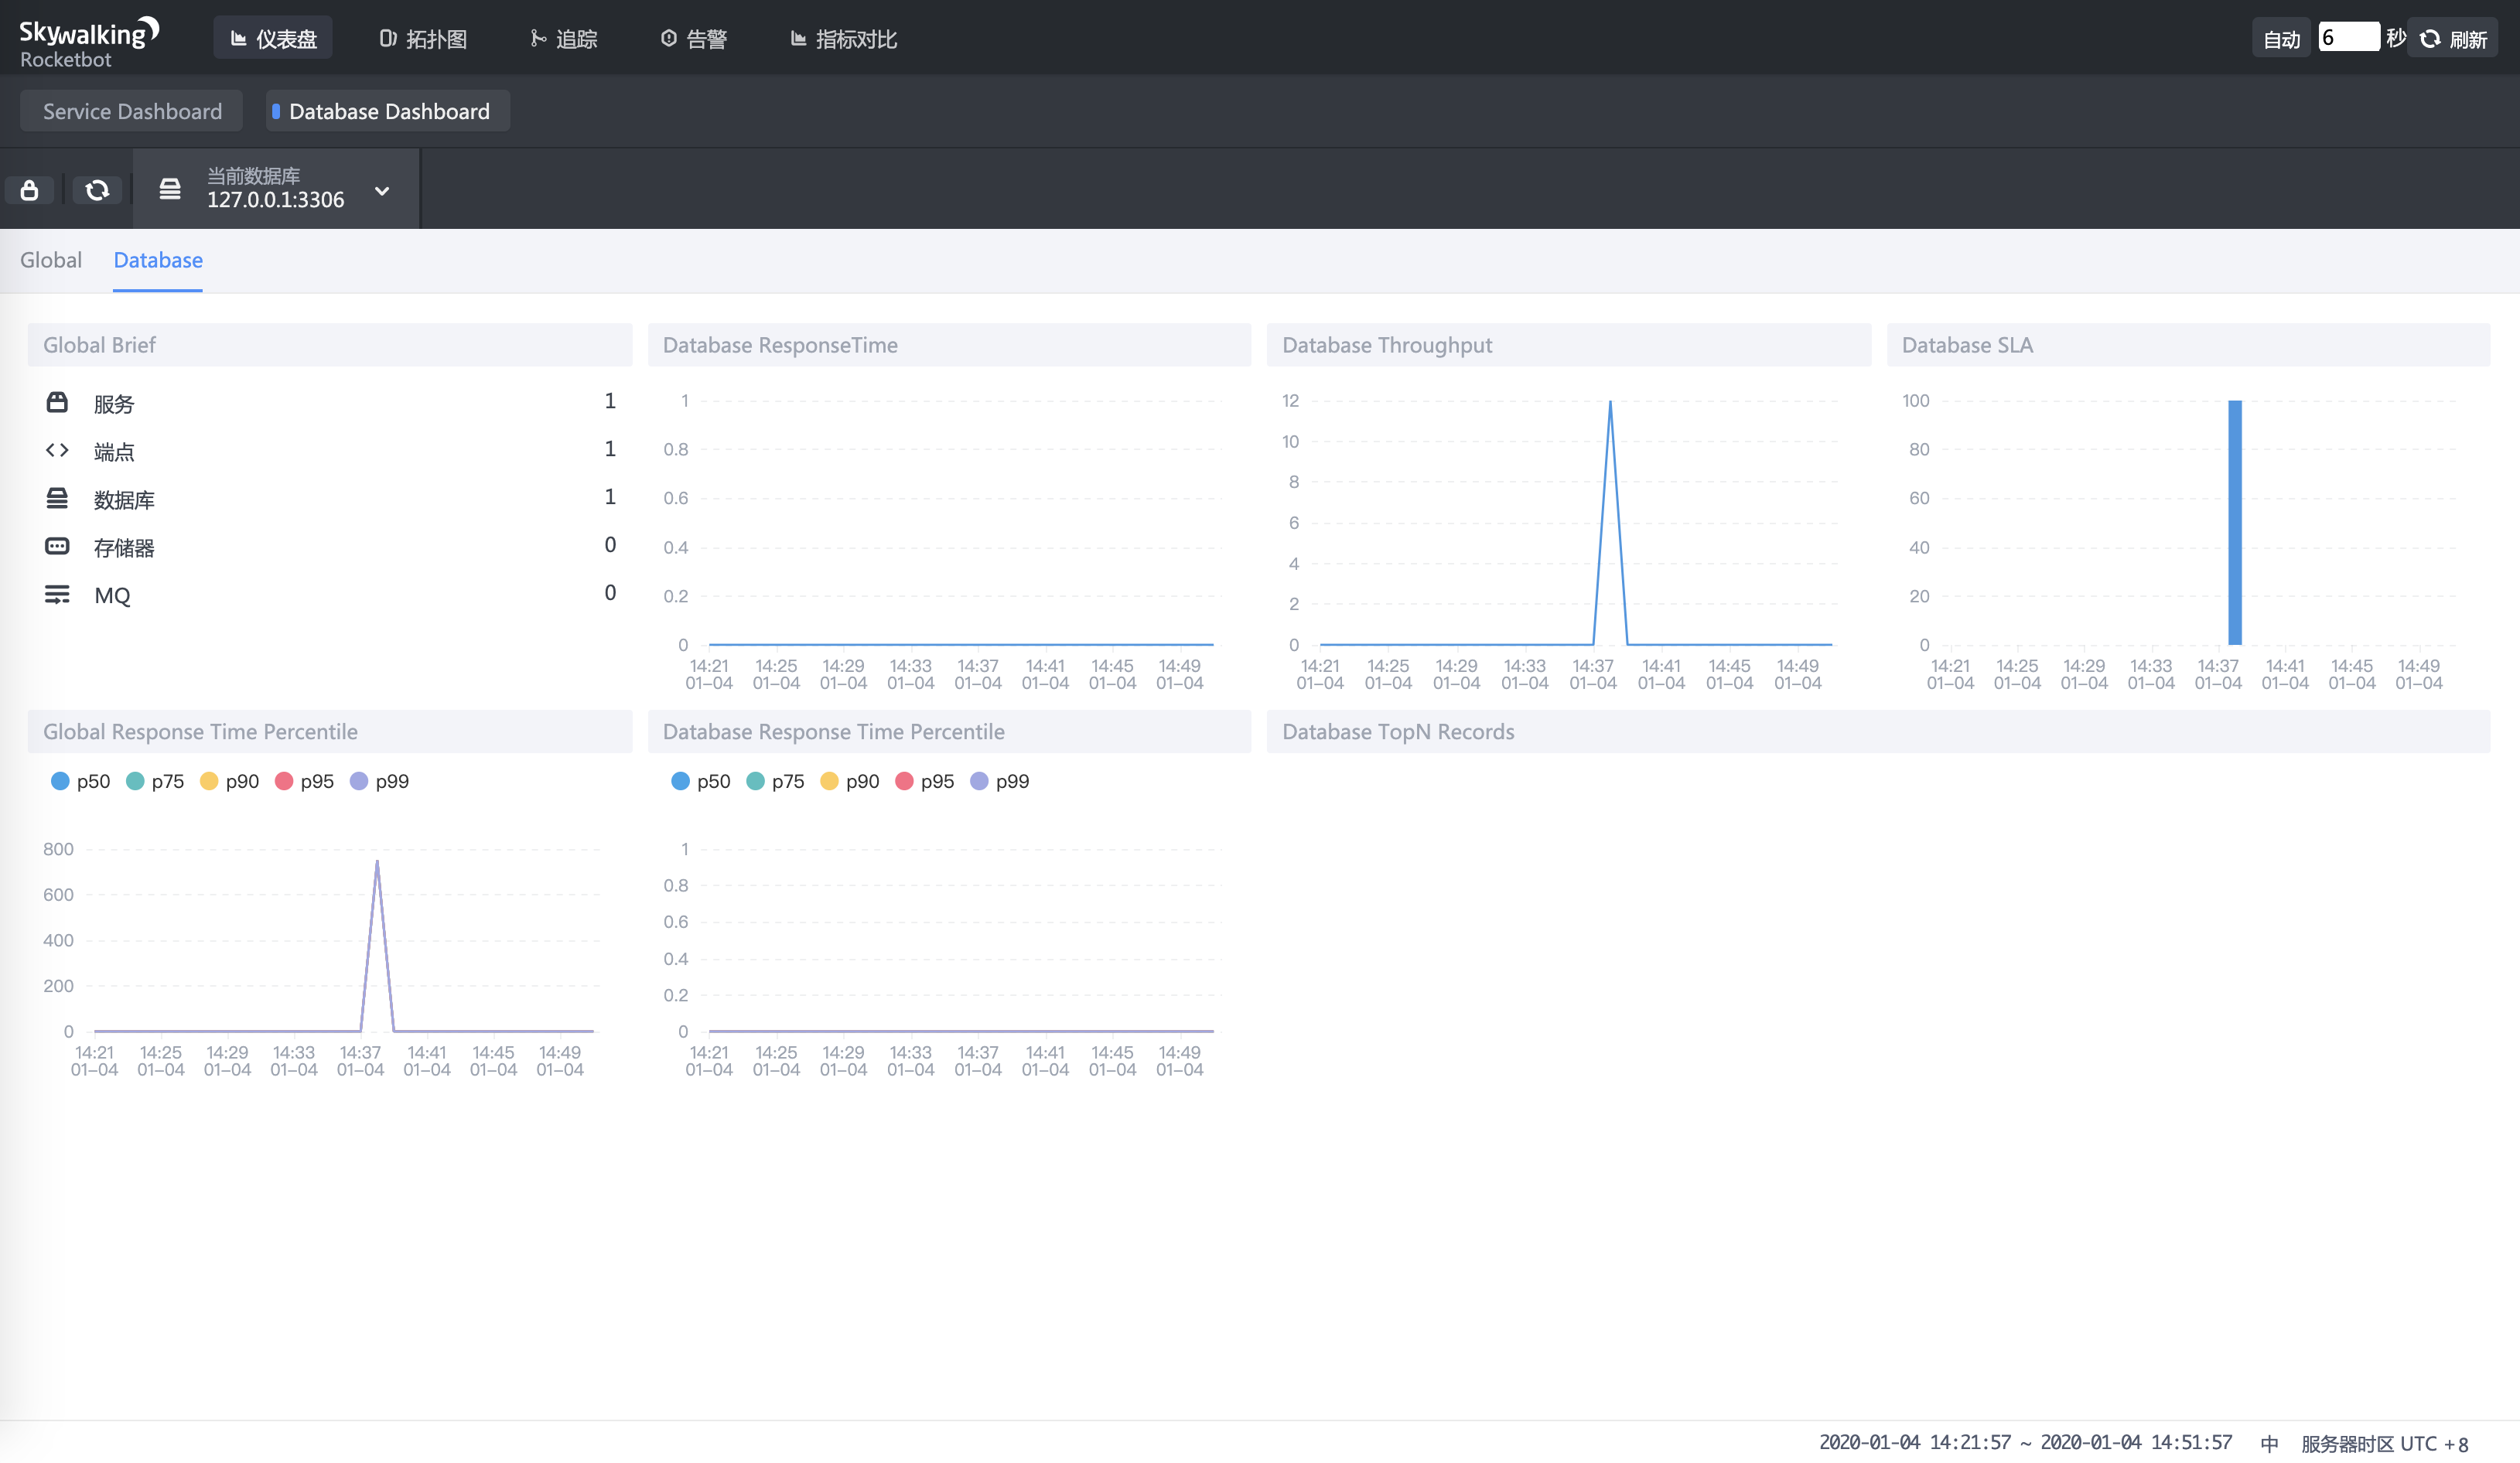 Skywalking
Rocketbot
仪表盘
拓扑图
追踪
告警
指标对比
自动
6
秒
刷新
Service Dashboard
Database Dashboard
当前数据库
127.0.0.1:3306
Global
Database
Global Brief
服务 1
端点 1
数据库 1
存储器 0
MQ 0
Database ResponseTime
1
0.8
0.6
0.4
0.2
0
14:21 14:25 14:29 14:33 14:37 14:41 14:45 14:49
01-04 01-04 01-04 01-04 01-04 01-04 01-04 01-04
Database Throughput
12
10
8
6
4
2
0
14:21 14:25 14:29 14:33 14:37 14:41 14:45 14:49
01-04 01-04 01-04 01-04 01-04 01-04 01-04 01-04
Database SLA
100
80
60
40
20
0
14:21 14:25 14:29 14:33 14:37 14:41 14:45 14:49
01-04 01-04 01-04 01-04 01-04 01-04 01-04 01-04
Global Response Time Percentile
p50 p75 p90 p95 p99
800
600
400
200
0
14:21 14:25 14:29 14:33 14:37 14:41 14:45 14:49
01-04 01-04 01-04 01-04 01-04 01-04 01-04 01-04
Database Response Time Percentile
p50 p75 p90 p95 p99
1
0.8
0.6
0.4
0.2
0
14:21 14:25 14:29 14:33 14:37 14:41 14:45 14:49
01-04 01-04 01-04 01-04 01-04 01-04 01-04 01-04
Database TopN Records
2020-01-04 14:21:57 ~ 2020-01-04 14:51:57 中 服务器时区 UTC +8